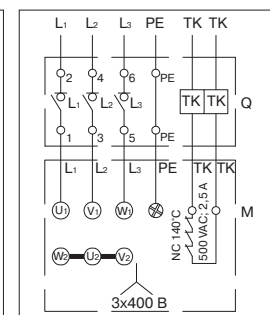 L1 L2 L3 PE TK TK
2 4 6 PE
L1 L2 L3 TK TK Q
1 3 5 PE
L1 L2 L3 PE TK TK
U1 V1 W1 M
NC 140°C
500 VAC; 2,5 A
W2 U2 V2
3x400 В